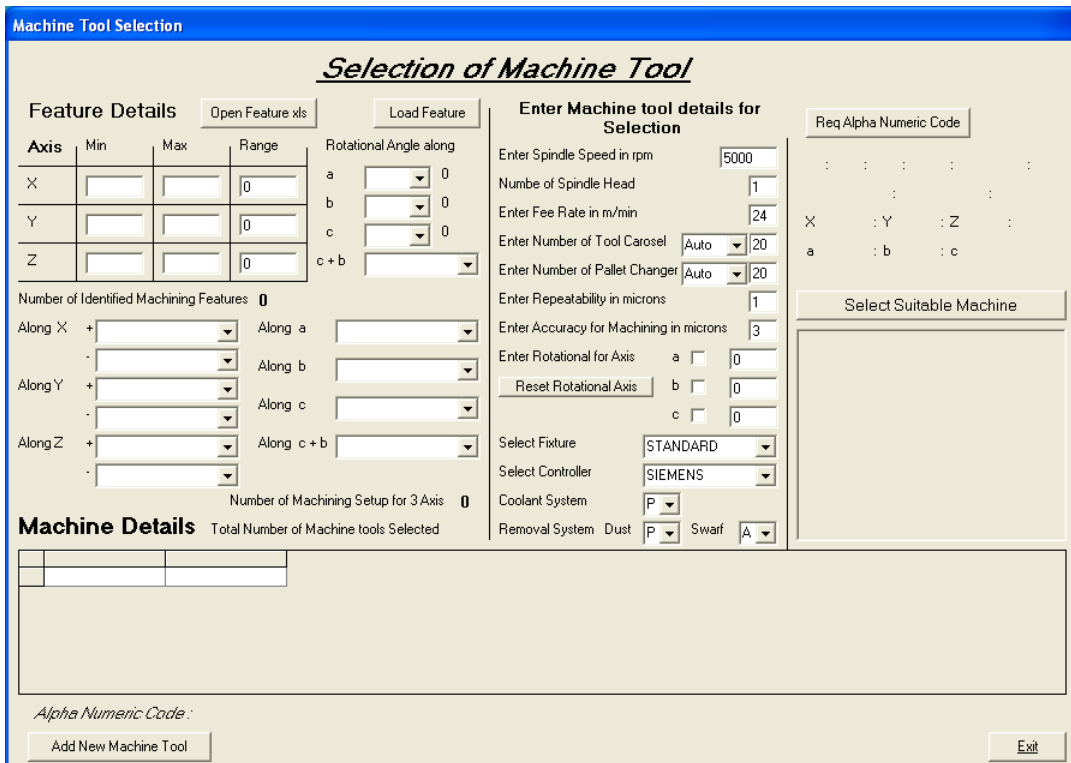 Machine Tool Selection
Selection of Machine Tool
Feature Details
Open Feature xls
Load Feature
Axis Min Max Range
Rotational Angle along
X 0
Y 0
Z 0
a 0
b 0
c 0
c + b
Number of Identified Machining Features 0
Along X +
-
Along Y +
-
Along Z +
-
Along a
Along b
Along c
Along c + b
Number of Machining Setup for 3 Axis 0
Enter Machine tool details for
Selection
Enter Spindle Speed in rpm 5000
Numbe of Spindle Head 1
Enter Fee Rate in m/min 24
Enter Number of Tool Carosel Auto 20
Enter Number of Pallet Changer Auto 20
Enter Repeatability in microns 1
Enter Accuracy for Machining in microns 3
Enter Rotational for Axis a 0
Reset Rotational Axis b 0
c 0
Select Fixture STANDARD
Select Controller SIEMENS
Coolant System P
Removal System Dust P Swarf A
Req Alpha Numeric Code
: : : : :
: :
X : Y : Z :
a : b : c
Select Suitable Machine
Machine Details Total Number of Machine tools Selected
Alpha Numeric Code :
Add New Machine Tool
Exit